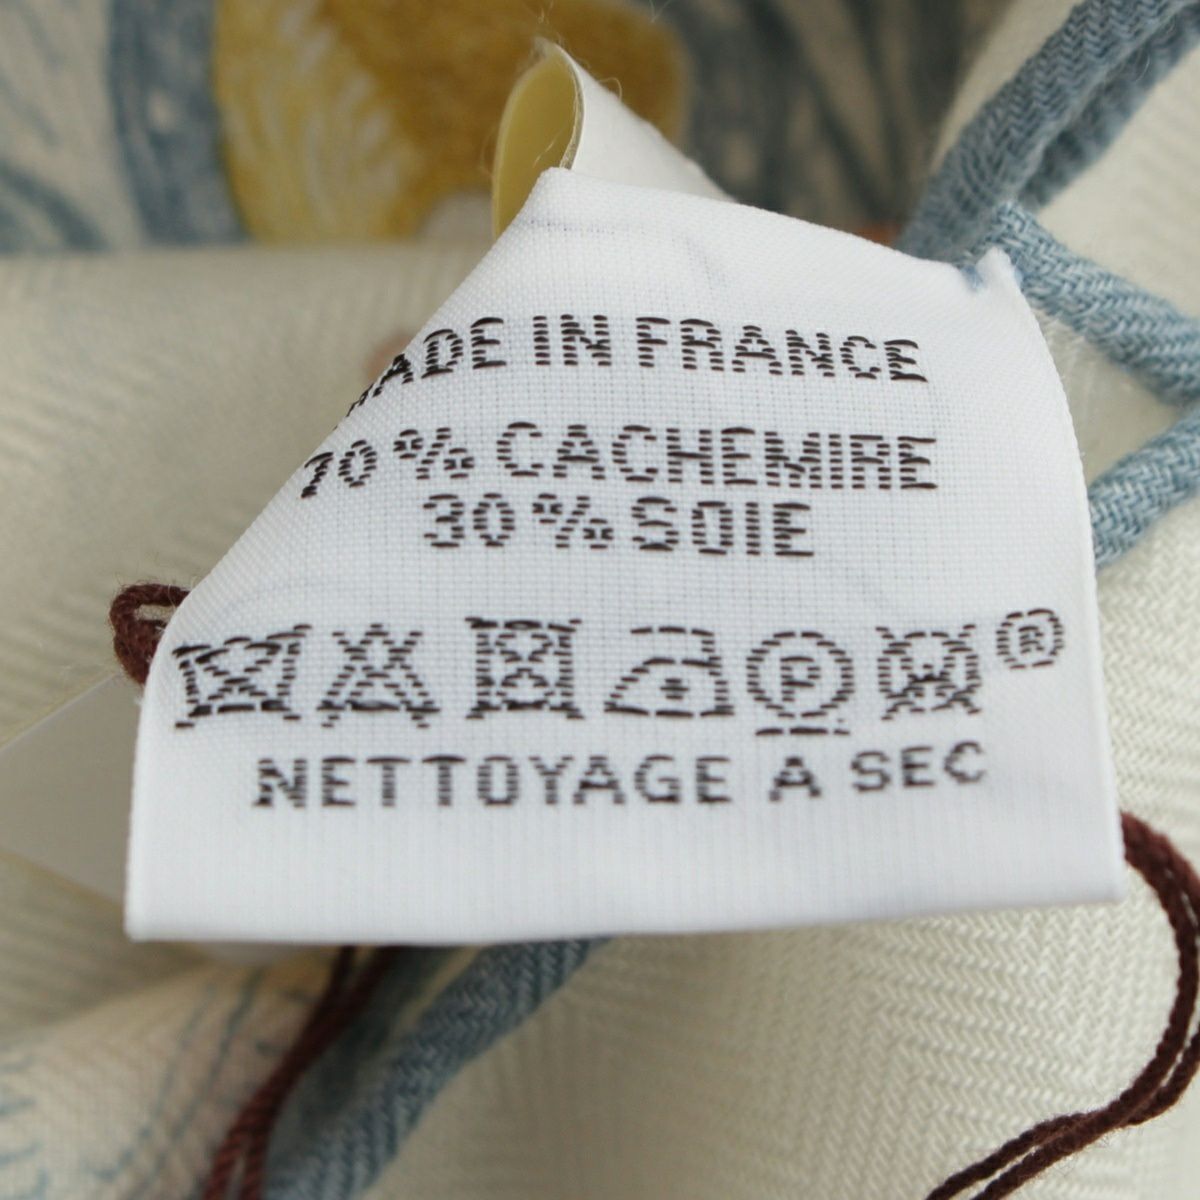 MADE IN FRANCE
70% CACHEMIRE
30% SOIE
P ®
NETTOYAGE A SEC